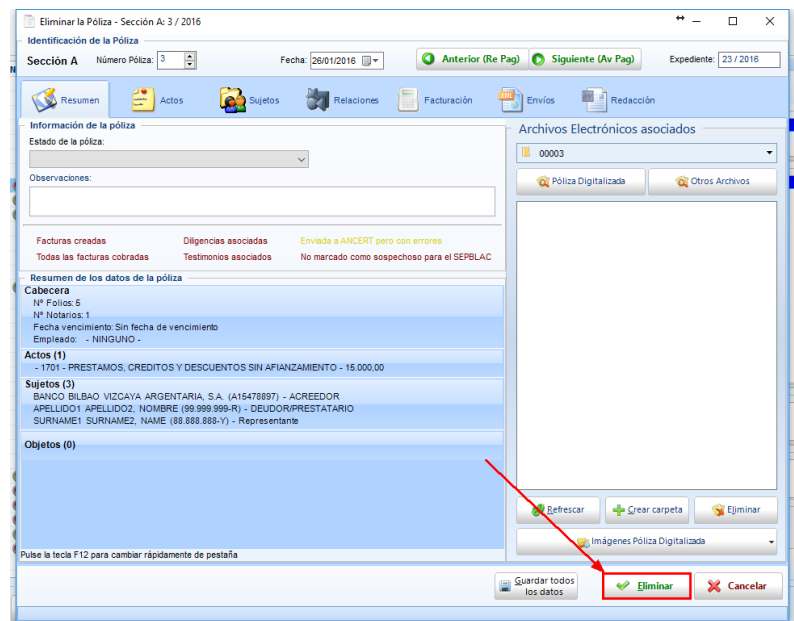 Eliminar la Póliza - Sección A: 3 / 2016
Identificación de la Póliza
Sección A Número Póliza: 3 Fecha: 26/01/2016 Anterior (Re Pag) Siguiente (Av Pag) Expediente: 23 / 2016
Resumen Actos Sujetos Relaciones Facturación Envíos Redacción
Información de la póliza
Estado de la póliza:
Observaciones:
Facturas creadas Diligencias asociadas Enviada a ANCERT pero con errores
Todas las facturas cobradas Testimonios asociados No marcado como sospechoso para el SEPBLAC
Resumen de los datos de la póliza
Cabecera
Nº Folios: 5
Nº Notarios: 1
Fecha vencimiento: Sin fecha de vencimiento
Empleado: - NINGUNO -
Actos (1)
- 1701 - PRESTAMOS, CREDITOS Y DESCUENTOS SIN AFIANZAMIENTO - 15.000,00
Sujetos (3)
BANCO BILBAO VIZCAYA ARGENTARIA, S.A. (A15478897) - ACREEDOR
APELLIDO1 APELLIDO2, NOMBRE (99.999.999-R) - DEUDOR/PRESTATARIO
SURNAME1 SURNAME2, NAME (88.888.888-Y) - Representante
Objetos (0)
Pulse la tecla F12 para cambiar rápidamente de pestaña
Archivos Electrónicos asociados
00003
Póliza Digitalizada Otros Archivos
Refrescar Crear carpeta Eliminar
Imágenes Póliza Digitalizada
Guardar todos
los datos
Eliminar Cancelar